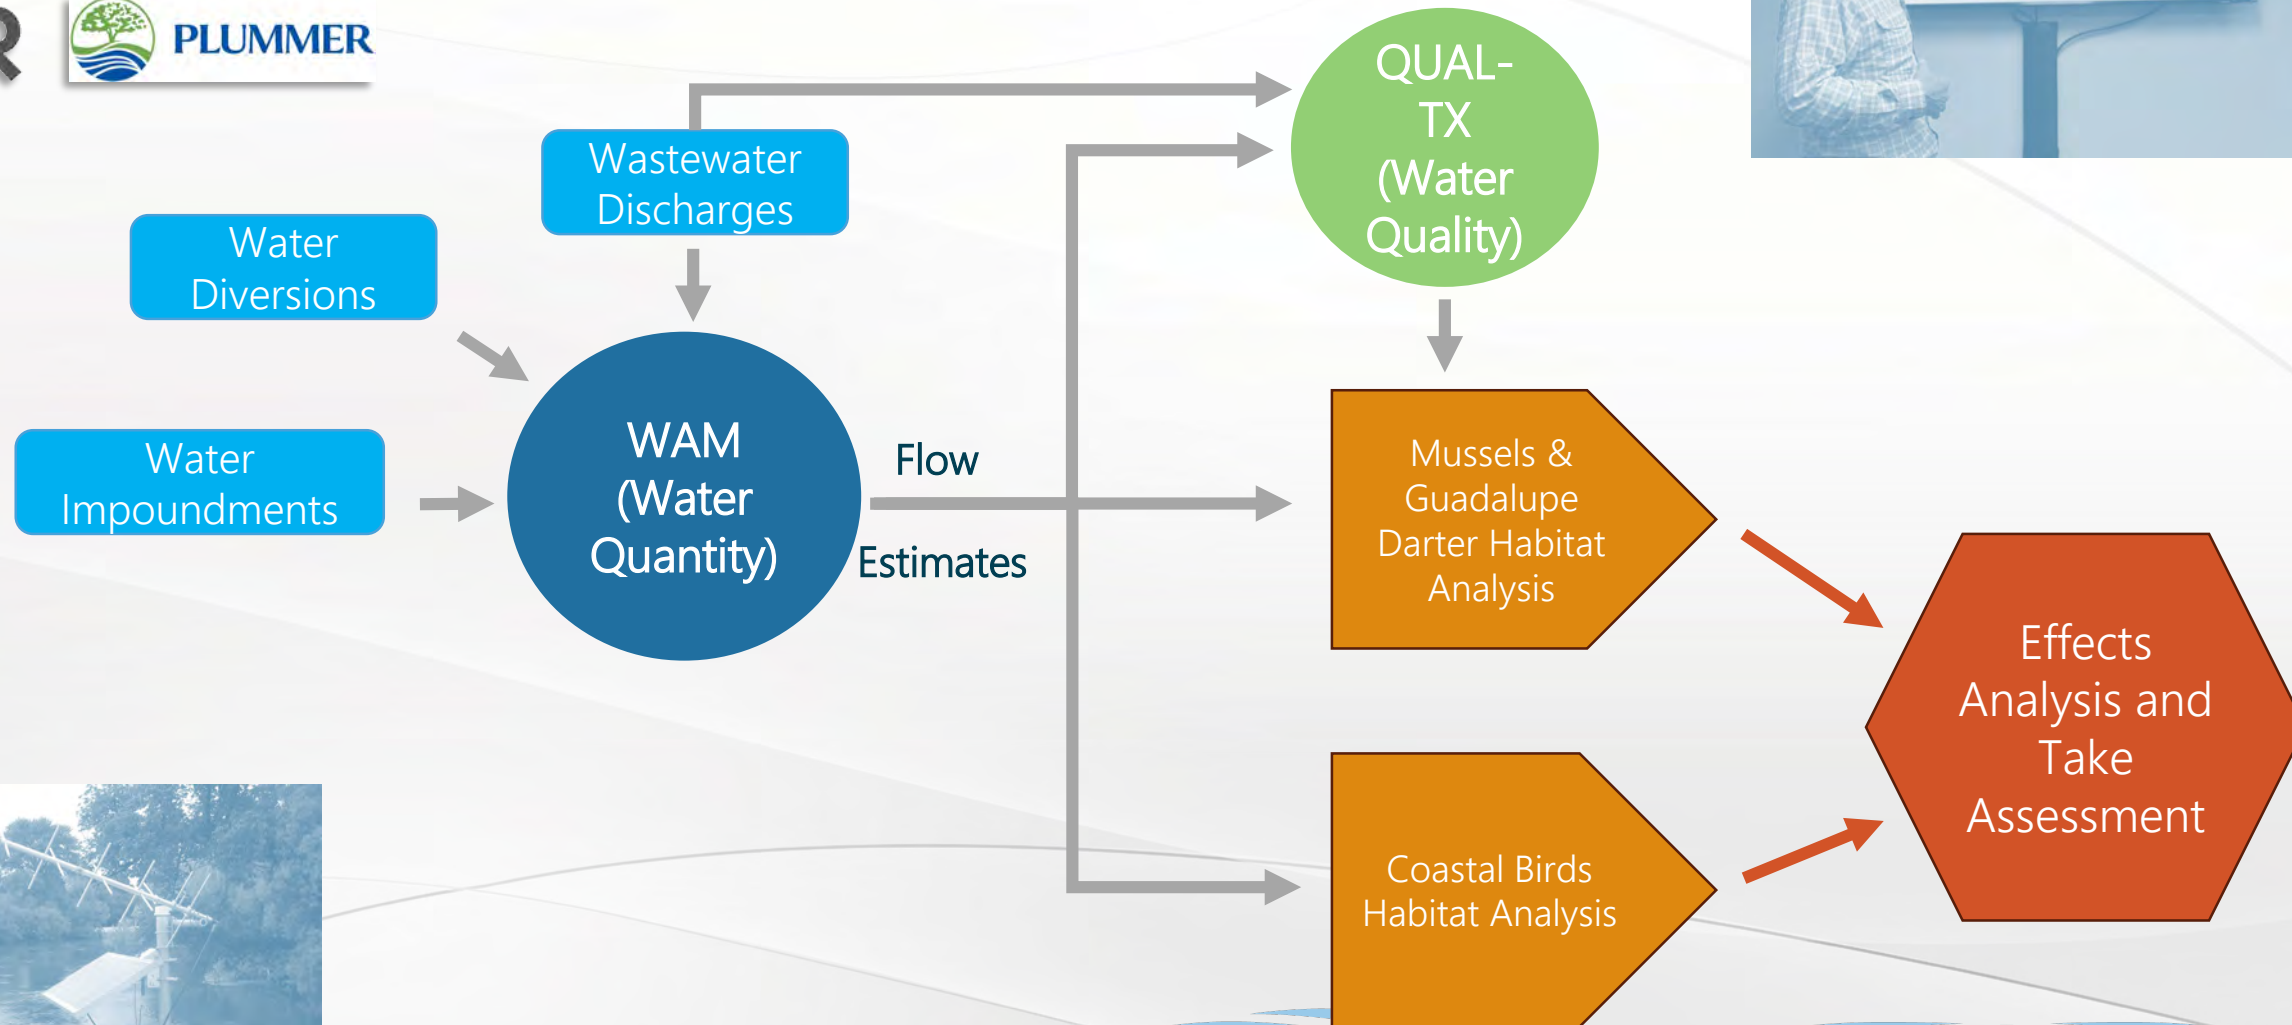 R
PLUMMER
Wastewater
Discharges
Water
Diversions
Water
Impoundments
WAM
(Water
Quantity)
Flow
Estimates
QUAL-
TX
(Water
Quality)
Mussels &
Guadalupe
Darter Habitat
Analysis
Coastal Birds
Habitat Analysis
Effects
Analysis and
Take
Assessment